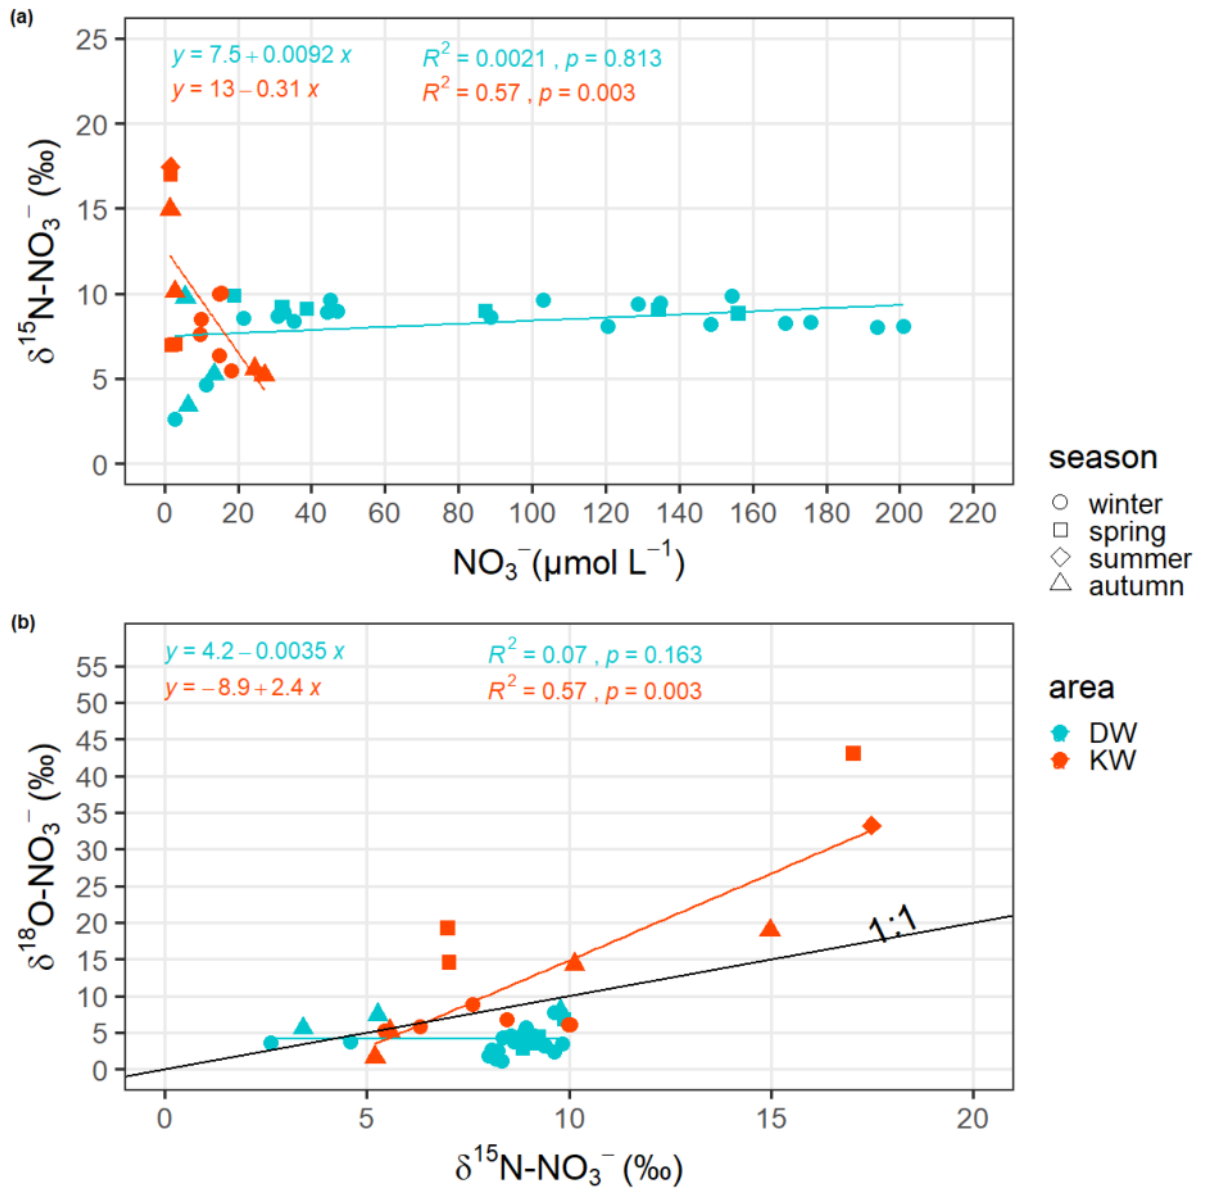 (a)
25
20
15
10
5
0
δ¹⁵N-NO₃⁻ (‰)
y = 7.5 + 0.0092 x R² = 0.0021 , p = 0.813
y = 13 − 0.31 x R² = 0.57 , p = 0.003
0 20 40 60 80 100 120 140 160 180 200 220
NO₃⁻(µmol L⁻¹)
season
winter
spring
summer
autumn
area
DW
KW
(b)
55
50
45
40
35
30
25
20
15
10
5
0
δ¹⁸O-NO₃⁻ (‰)
y = 4.2 − 0.0035 x R² = 0.07 , p = 0.163
y = −8.9 + 2.4 x R² = 0.57 , p = 0.003
1:1
0 5 10 15 20
δ¹⁵N-NO₃⁻ (‰)